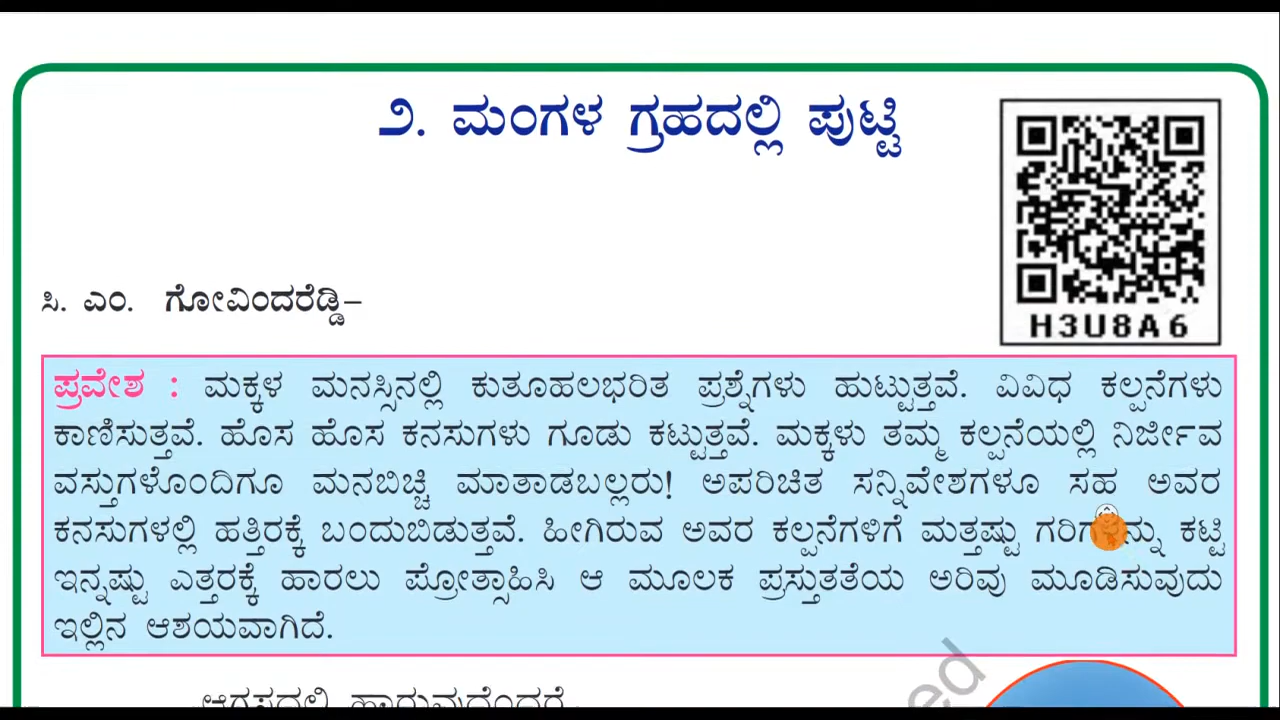 ೨. ಮಂಗಳ ಗ್ರಹದಲ್ಲಿ ಪುಟ್ಟಿ
H3U8A6
ಸಿ. ಎಂ. ಗೋವಿಂದರೆಡ್ಡಿ–
ಪ್ರವೇಶ : ಮಕ್ಕಳ ಮನಸ್ಸಿನಲ್ಲಿ ಕುತೂಹಲಭರಿತ ಪ್ರಶ್ನೆಗಳು ಹುಟ್ಟುತ್ತವೆ. ವಿವಿಧ ಕಲ್ಪನೆಗಳು
ಕಾಣಿಸುತ್ತವೆ. ಹೊಸ ಹೊಸ ಕನಸುಗಳು ಗೂಡು ಕಟ್ಟುತ್ತವೆ. ಮಕ್ಕಳು ತಮ್ಮ ಕಲ್ಪನೆಯಲ್ಲಿ ನಿರ್ಜೀವ
ವಸ್ತುಗಳೊಂದಿಗೂ ಮನಬಿಚ್ಚಿ ಮಾತಾಡಬಲ್ಲರು! ಅಪರಿಚಿತ ಸನ್ನಿವೇಶಗಳೂ ಸಹ ಅವರ
ಕನಸುಗಳಲ್ಲಿ ಹತ್ತಿರಕ್ಕೆ ಬಂದುಬಿಡುತ್ತವೆ. ಹೀಗಿರುವ ಅವರ ಕಲ್ಪನೆಗಳಿಗೆ ಮತ್ತಷ್ಟು ಕಟ್ಟಿ
ಇನ್ನಷ್ಟು ಎತ್ತರಕ್ಕೆ ಹಾರಲು ಪ್ರೋತ್ಸಾಹಿಸಿ ಆ ಮೂಲಕ ಪ್ರಸ್ತುತತೆಯ ಅರಿವು ಮೂಡಿಸುವುದು
ಇಲ್ಲಿನ ಆಶಯವಾಗಿದೆ.
ಆಗಸದಲ್ಲಿ ಹಾರುವುದೆಂದರೆ